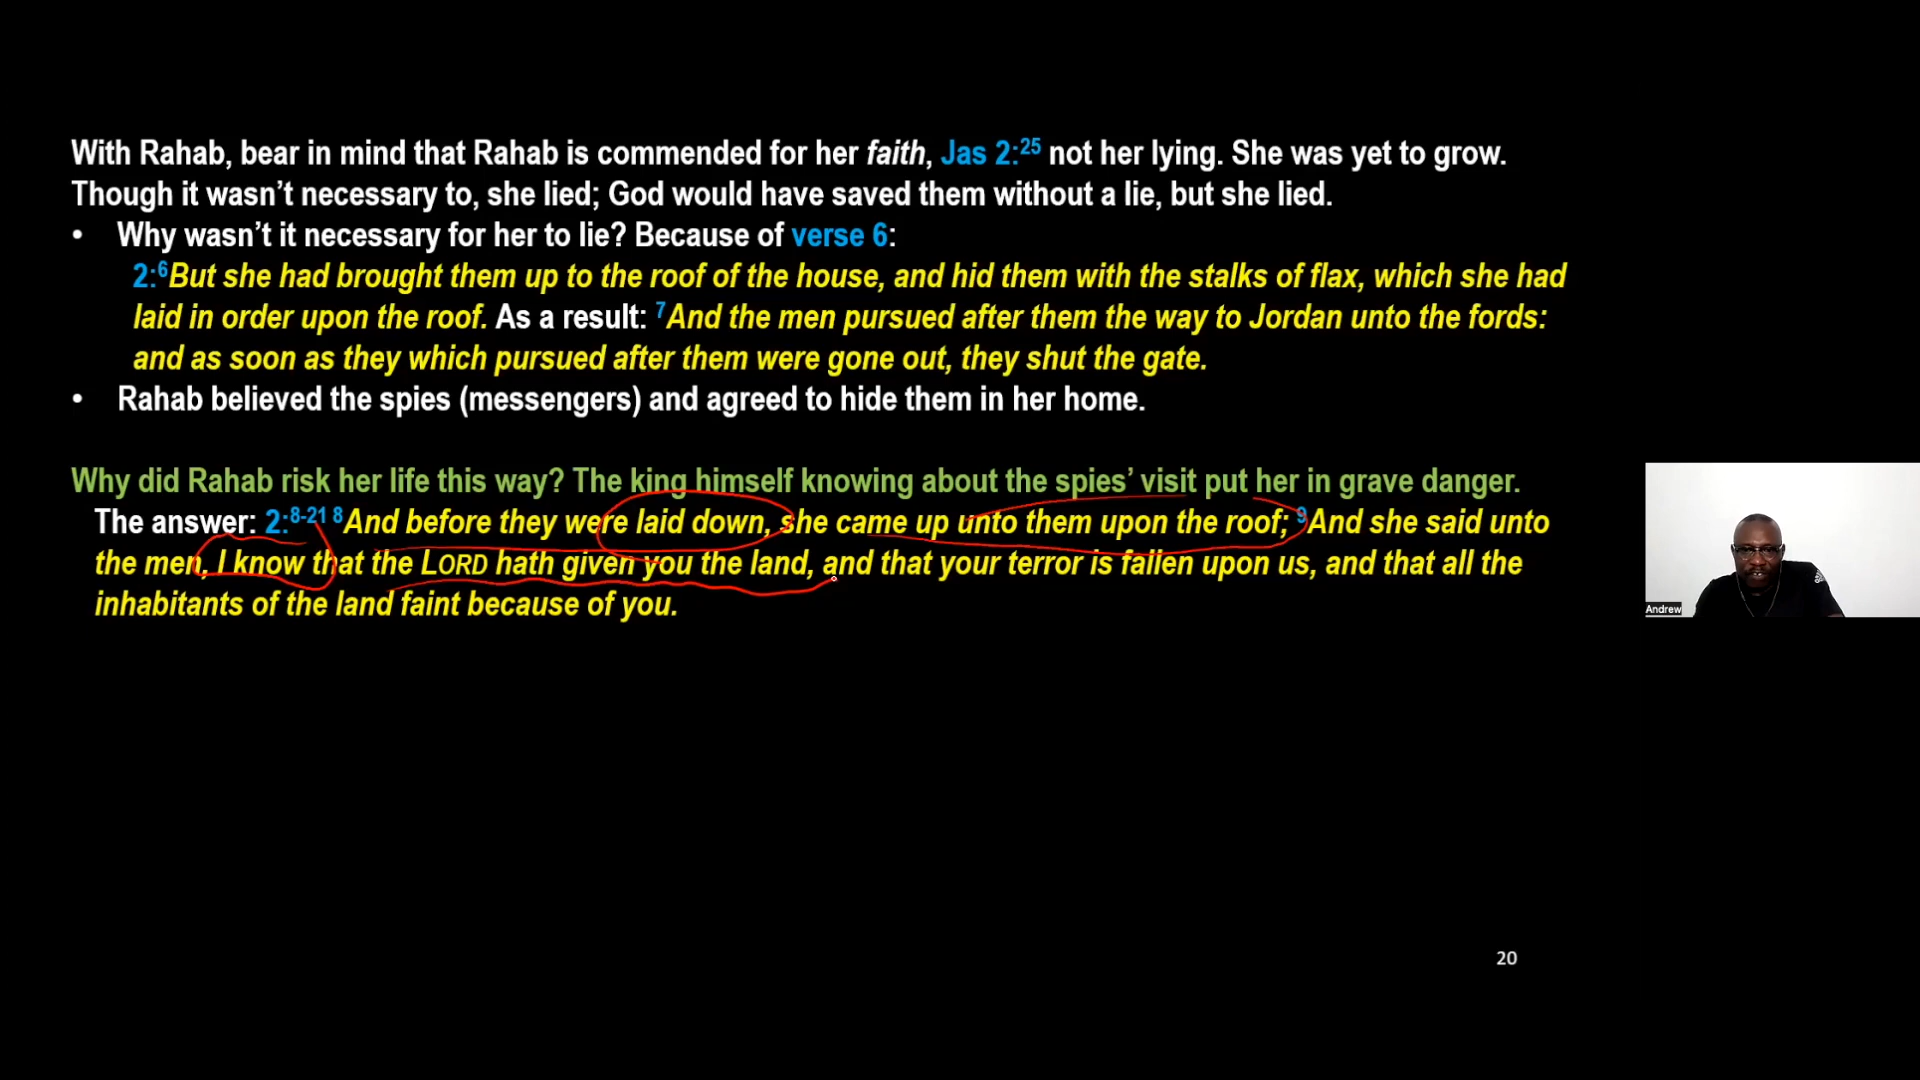 With Rahab, bear in mind that Rahab is commended for her faith, Jas 2:25 not her lying. She was yet to grow.
Though it wasn’t necessary to, she lied; God would have saved them without a lie, but she lied.
• Why wasn’t it necessary for her to lie? Because of verse 6:
2:6But she had brought them up to the roof of the house, and hid them with the stalks of flax, which she had
laid in order upon the roof. As a result: 7And the men pursued after them the way to Jordan unto the fords:
and as soon as they which pursued after them were gone out, they shut the gate.
• Rahab believed the spies (messengers) and agreed to hide them in her home.
Why did Rahab risk her life this way? The king himself knowing about the spies’ visit put her in grave danger.
The answer: 2:8-21 8And before they were laid down, she came up unto them upon the roof; 9And she said unto
the men, I know that the LORD hath given you the land, and that your terror is fallen upon us, and that all the
inhabitants of the land faint because of you.
Andrew
20